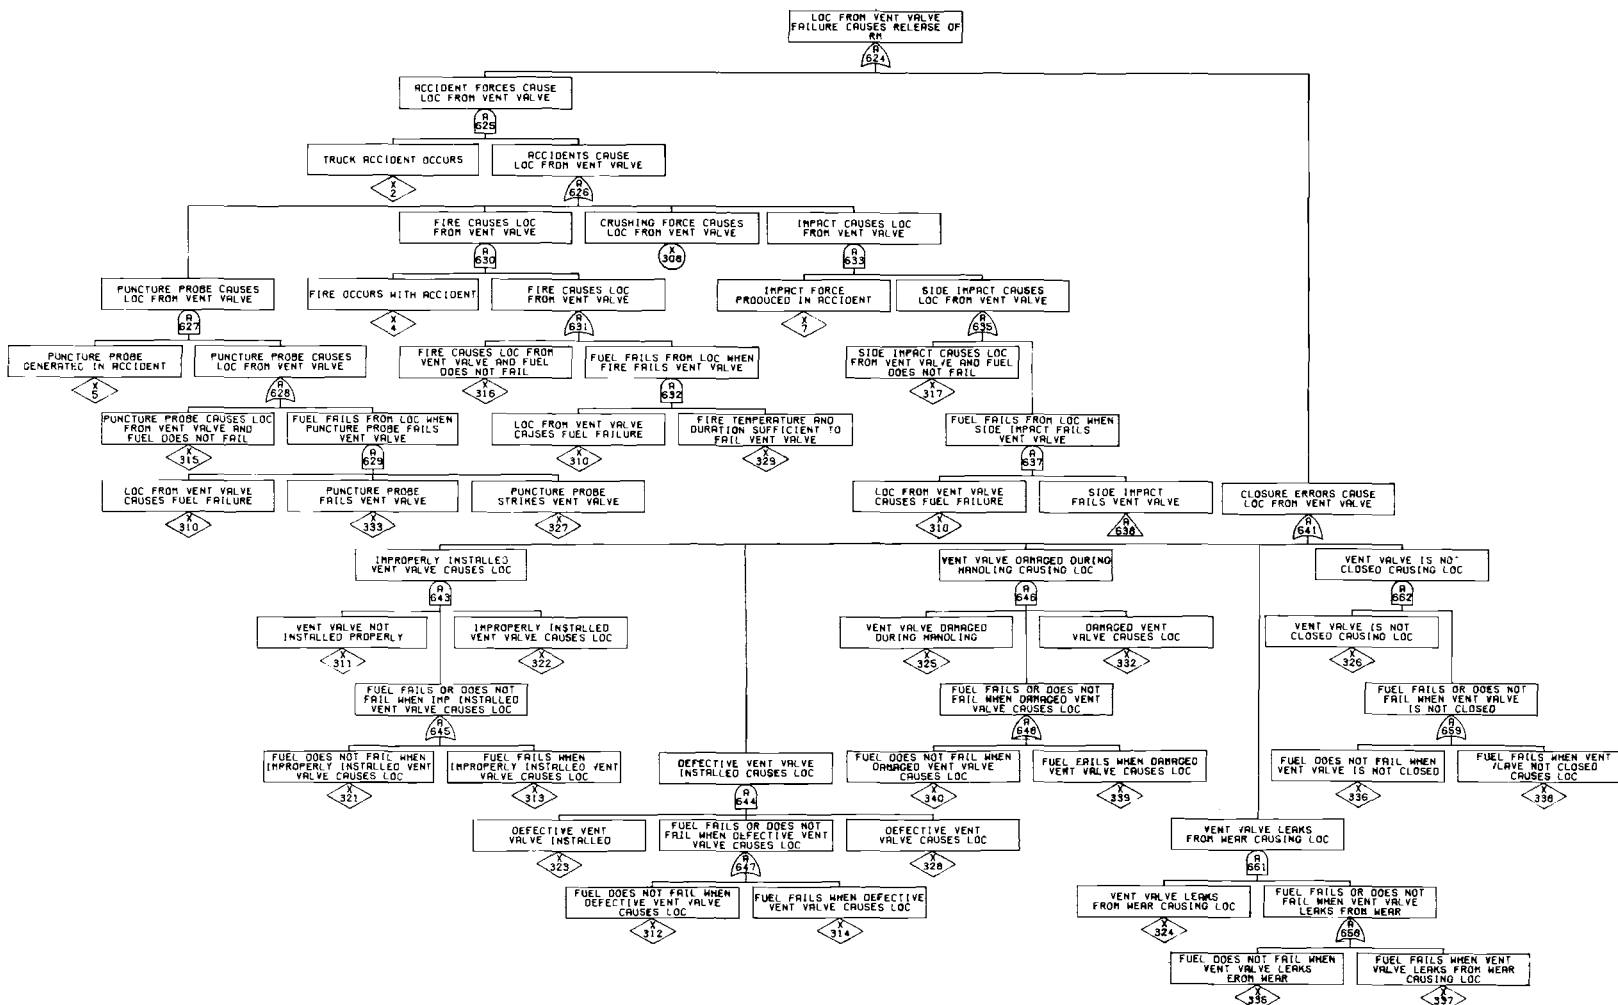 LOC FROM VENT VALVE
FAILURE CAUSES RELEASE OF
RM
A
624
ACCIDENT FORCES CAUSE
LOC FROM VENT VALVE
A
625
TRUCK ACCIDENT OCCURS
X
2
ACCIDENTS CAUSE
LOC FROM VENT VALVE
A
626
FIRE CAUSES LOC
FROM VENT VALVE
A
630
CRUSHING FORCE CAUSES
LOC FROM VENT VALVE
X
308
IMPACT CAUSES LOC
FROM VENT VALVE
A
633
PUNCTURE PROBE CAUSES
LOC FROM VENT VALVE
A
627
FIRE OCCURS WITH ACCIDENT
X
4
FIRE CAUSES LOC
FROM VENT VALVE
A
631
IMPACT FORCE
PRODUCED IN ACCIDENT
X
7
SIDE IMPACT CAUSES
LOC FROM VENT VALVE
A
635
PUNCTURE PROBE
GENERATED IN ACCIDENT
X
5
PUNCTURE PROBE CAUSES
LOC FROM VENT VALVE
A
628
FIRE CAUSES LOC FROM
VENT VALVE AND FUEL
DOES NOT FAIL
X
316
FUEL FAILS FROM LOC WHEN
FIRE FAILS VENT VALVE
A
632
SIDE IMPACT CAUSES LOC
FROM VENT VALVE AND FUEL
DOES NOT FAIL
X
317
PUNCTURE PROBE CAUSES LOC
FROM VENT VALVE AND
FUEL DOES NOT FAIL
X
315
FUEL FAILS FROM LOC WHEN
PUNCTURE PROBE FAILS
VENT VALVE
A
629
LOC FROM VENT VALVE
CAUSES FUEL FAILURE
X
310
FIRE TEMPERATURE AND
DURATION SUFFICIENT TO
FAIL VENT VALVE
X
329
FUEL FAILS FROM LOC WHEN
SIDE IMPACT FAILS
VENT VALVE
A
637
LOC FROM VENT VALVE
CAUSES FUEL FAILURE
X
310
PUNCTURE PROBE
FAILS VENT VALVE
X
333
PUNCTURE PROBE
STRIKES VENT VALVE
X
327
LOC FROM VENT VALVE
CAUSES FUEL FAILURE
X
310
SIDE IMPACT
FAILS VENT VALVE
A
638
CLOSURE ERRORS CAUSE
LOC FROM VENT VALVE
A
641
IMPROPERLY INSTALLED
VENT VALVE CAUSES LOC
A
643
VENT VALVE DAMAGED DURING
HANDLING CAUSING LOC
A
646
VENT VALVE IS NOT
CLOSED CAUSING LOC
A
662
VENT VALVE NOT
INSTALLED PROPERLY
X
311
IMPROPERLY INSTALLED
VENT VALVE CAUSES LOC
X
322
VENT VALVE DAMAGED
DURING HANDLING
X
325
DAMAGED VENT
VALVE CAUSES LOC
X
332
VENT VALVE IS NOT
CLOSED CAUSING LOC
X
326
FUEL FAILS OR DOES NOT
FAIL WHEN IMP INSTALLED
VENT VALVE CAUSES LOC
A
645
FUEL FAILS OR DOES NOT
FAIL WHEN DAMAGED VENT
VALVE CAUSES LOC
A
648
FUEL FAILS OR DOES NOT
FAIL WHEN VENT VALVE
IS NOT CLOSED
A
659
FUEL DOES NOT FAIL WHEN
IMPROPERLY INSTALLED VENT
VALVE CAUSES LOC
X
321
FUEL FAILS WHEN
IMPROPERLY INSTALLED VENT
VALVE CAUSES LOC
X
313
DEFECTIVE VENT VALVE
INSTALLED CAUSES LOC
A
644
FUEL DOES NOT FAIL WHEN
DAMAGED VENT VALVE
CAUSES LOC
X
340
FUEL FAILS WHEN DAMAGED
VENT VALVE CAUSES LOC
X
339
FUEL DOES NOT FAIL WHEN
VENT VALVE IS NOT CLOSED
X
336
FUEL FAILS WHEN VENT
VLAVE NOT CLOSED
CAUSES LOC
X
338
DEFECTIVE VENT
VALVE INSTALLED
X
323
FUEL FAILS OR DOES NOT
FAIL WHEN DEFECTIVE VENT
VALVE CAUSES LOC
A
647
DEFECTIVE VENT
VALVE CAUSES LOC
X
328
VENT VALVE LEAKS
FROM WEAR CAUSING LOC
A
661
FUEL DOES NOT FAIL WHEN
DEFECTIVE VENT VALVE
CAUSES LOC
X
312
FUEL FAILS WHEN DEFECTIVE
VENT VALVE CAUSES LOC
X
314
VENT VALVE LEAKS
FROM WEAR CAUSING LOC
X
324
FUEL FAILS OR DOES NOT
FAIL WHEN VENT VALVE
LEAKS FROM WEAR
A
FUEL DOES NOT FAIL WHEN
VENT VALVE LEAKS
FROM WEAR
X
FUEL FAILS WHEN VENT
VALVE LEAKS FROM WEAR
CAUSING LOC
X
337